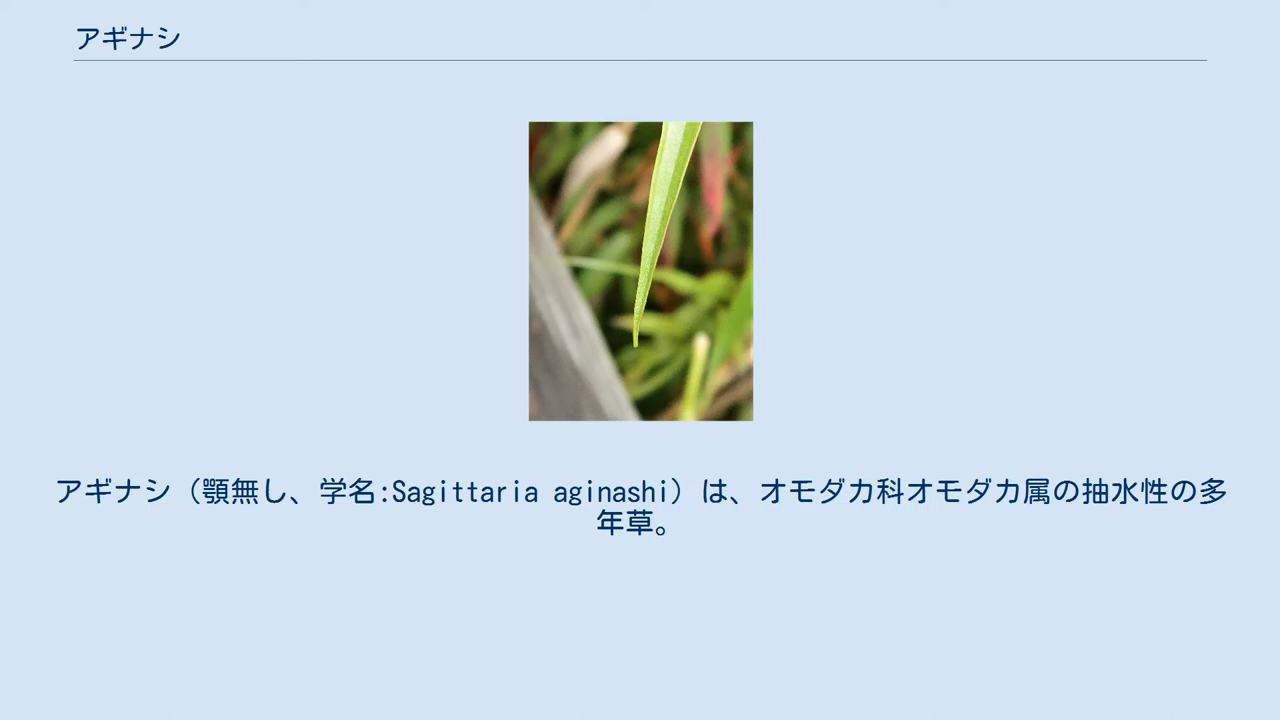 アギナシ
アギナシ（顎無し、学名:Sagittaria aginashi）は、オモダカ科オモダカ属の抽水性の多
年草。